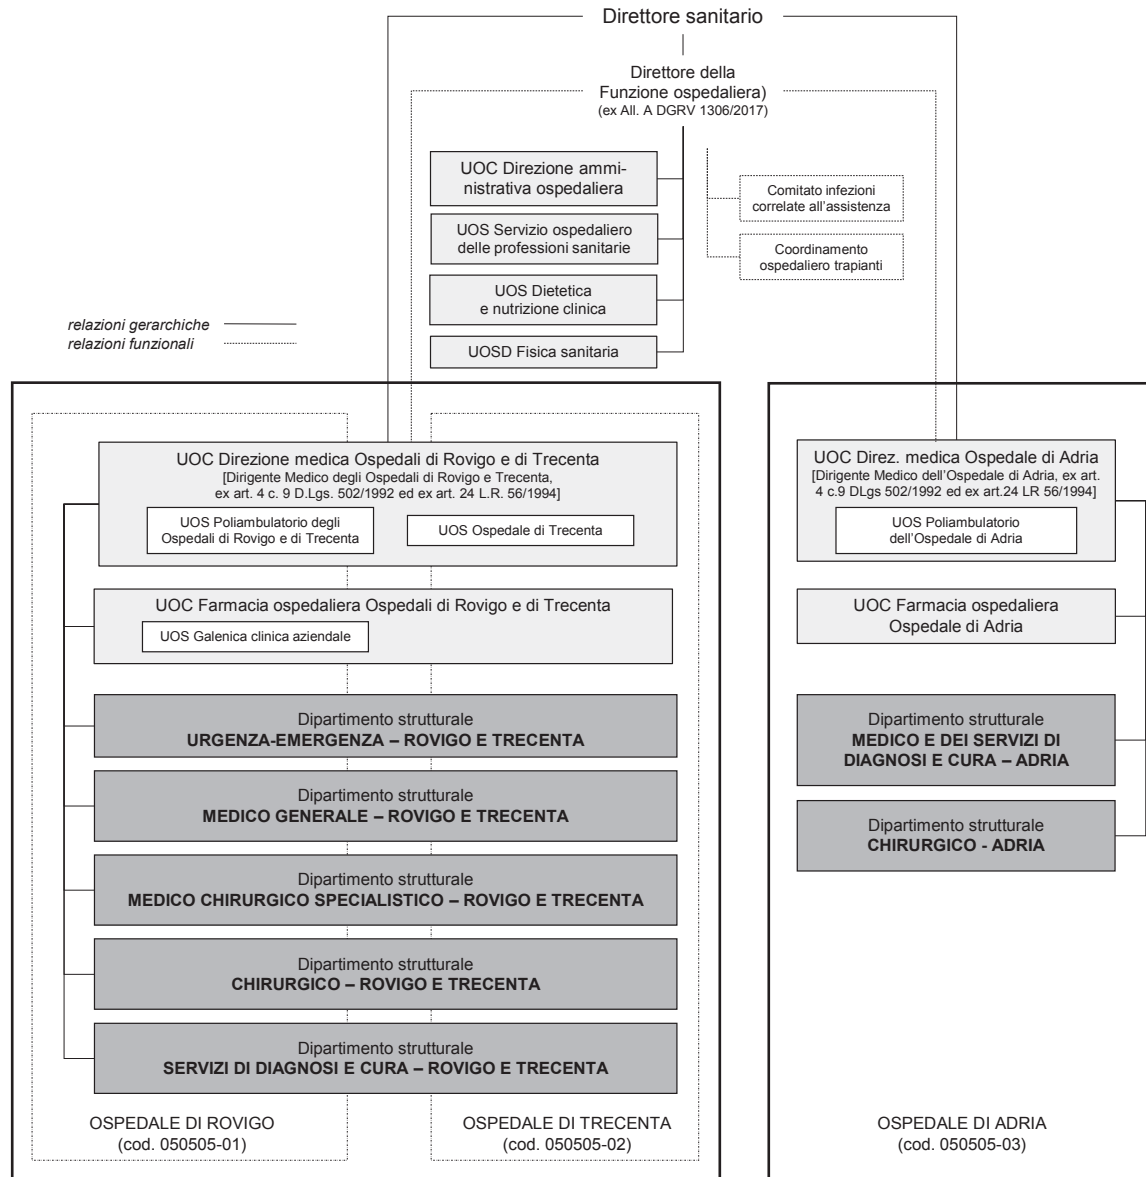 Direttore sanitario
Direttore della
Funzione ospedaliera)
(ex All. A DGRV 1306/2017)
UOC Direzione ammi-
nistrativa ospedaliera
UOS Servizio ospedaliero
delle professioni sanitarie
UOS Dietetica
e nutrizione clinica
UOSD Fisica sanitaria
Comitato infezioni
correlate all'assistenza
Coordinamento
ospedaliero trapianti
relazioni gerarchiche
relazioni funzionali
UOC Direzione medica Ospedali di Rovigo e di Trecenta
[Dirigente Medico degli Ospedali di Rovigo e Trecenta,
ex art. 4 c. 9 D.Lgs. 502/1992 ed ex art. 24 L.R. 56/1994]
UOS Poliambulatorio degli
Ospedali di Rovigo e di Trecenta
UOS Ospedale di Trecenta
UOC Farmacia ospedaliera Ospedali di Rovigo e di Trecenta
UOS Galenica clinica aziendale
Dipartimento strutturale
URGENZA-EMERGENZA – ROVIGO E TRECENTA
Dipartimento strutturale
MEDICO GENERALE – ROVIGO E TRECENTA
Dipartimento strutturale
MEDICO CHIRURGICO SPECIALISTICO – ROVIGO E TRECENTA
Dipartimento strutturale
CHIRURGICO – ROVIGO E TRECENTA
Dipartimento strutturale
SERVIZI DI DIAGNOSI E CURA – ROVIGO E TRECENTA
OSPEDALE DI ROVIGO
(cod. 050505-01)
OSPEDALE DI TRECENTA
(cod. 050505-02)
UOC Direz. medica Ospedale di Adria
[Dirigente Medico dell'Ospedale di Adria, ex art.
4 c.9 DLgs 502/1992 ed ex art.24 LR 56/1994]
UOS Poliambulatorio
dell'Ospedale di Adria
UOC Farmacia ospedaliera
Ospedale di Adria
Dipartimento strutturale
MEDICO E DEI SERVIZI DI
DIAGNOSI E CURA – ADRIA
Dipartimento strutturale
CHIRURGICO - ADRIA
OSPEDALE DI ADRIA
(cod. 050505-03)